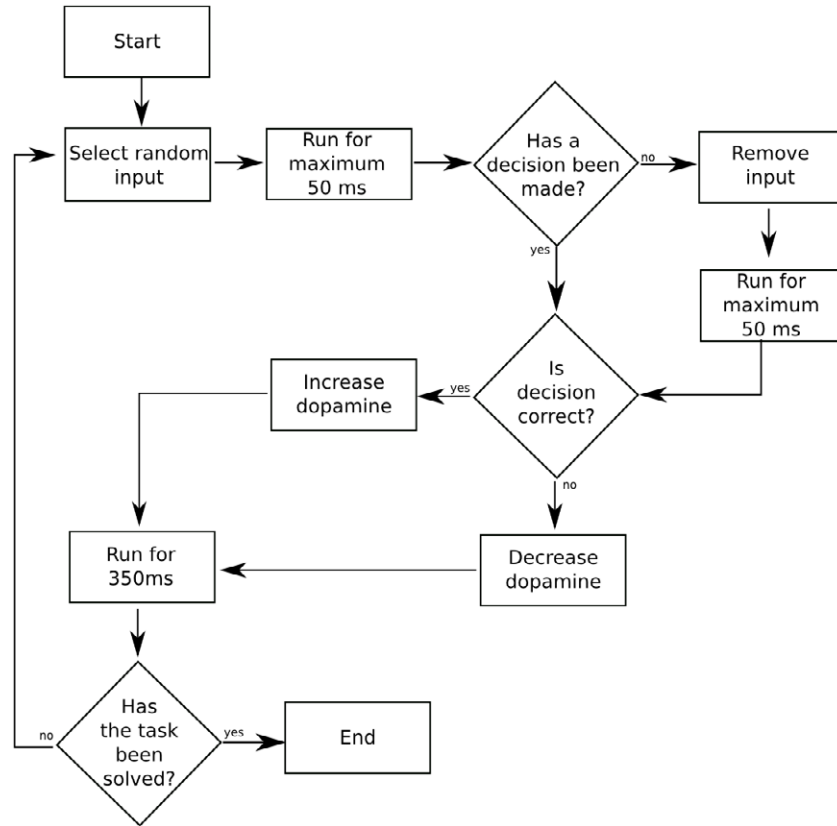 Start
Select random
input
Run for
maximum
50 ms
Has a
decision been
made?
no
Remove
input
yes
Run for
maximum
50 ms
Is
decision
correct?
yes
Increase
dopamine
no
Decrease
dopamine
Run for
350ms
Has
the task
been
solved?
no
yes
End